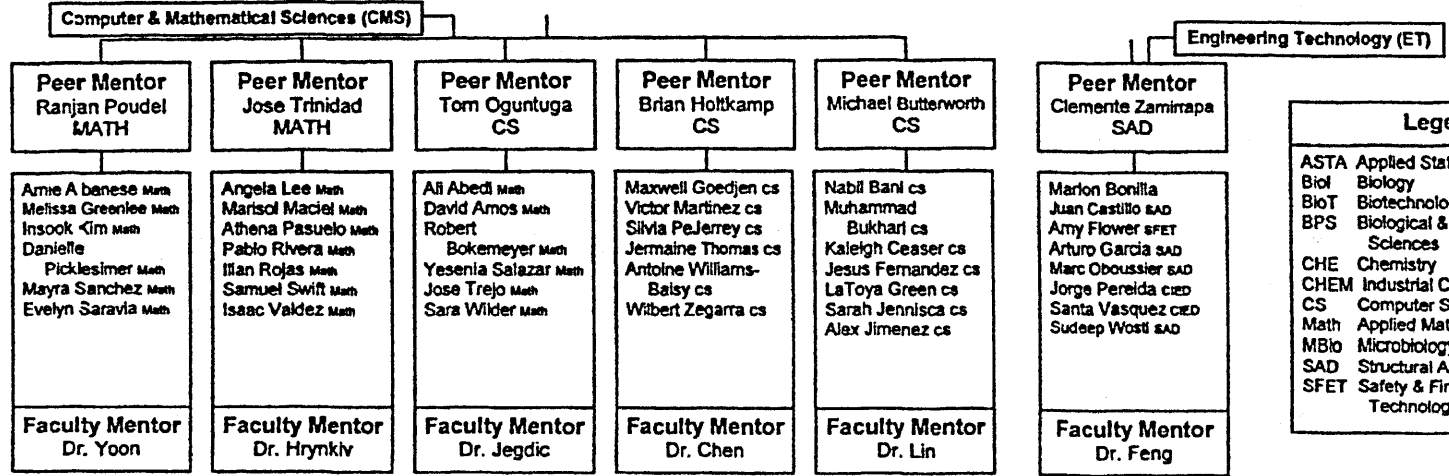 Computer & Mathematical Sciences (CMS)
Engineering Technology (ET)
Peer Mentor
Ranjan Poudel
MATH
Amie Albanese Math
Melissa Greenlee Math
Insook Kim Math
Danielle
Picklesimer Math
Mayra Sanchez Math
Evelyn Saravia Math
Faculty Mentor
Dr. Yoon
Peer Mentor
Jose Trinidad
MATH
Angela Lee Math
Marisol Maciel Math
Athena Pasuelo Math
Pablo Rivera Math
Illan Rojas Math
Samuel Swift Math
Isaac Valdez Math
Faculty Mentor
Dr. Hrynkiv
Peer Mentor
Tom Oguntuga
CS
Ali Abedi Math
David Amos Math
Robert
Bokemeyer Math
Yesenia Salazar Math
Jose Trejo Math
Sara Wilder Math
Faculty Mentor
Dr. Jegdic
Peer Mentor
Brian Holtkamp
CS
Maxwell Goedjen CS
Victor Martinez CS
Silvia PeJerrey CS
Jermaine Thomas CS
Antoine Williams-
Baisy CS
Wilbert Zegarra CS
Faculty Mentor
Dr. Chen
Peer Mentor
Michael Butterworth
CS
Nabil Bani CS
Muhammad
Bukhari CS
Kaleigh Ceaser CS
Jesus Fernandez CS
LaToya Green CS
Sarah Jennisca CS
Alex Jimenez CS
Faculty Mentor
Dr. Lin
Peer Mentor
Clemente Zamirrapa
SAD
Marlon Bonilla
Juan Castillo SAD
Amy Flower SFET
Arturo Garcia SAD
Marc Oboussier SAD
Jorge Pereida CIED
Santa Vasquez CIED
Sudeep Wosti SAD
Faculty Mentor
Dr. Feng
Lege
ASTA Applied Stat
Biol Biology
BioT Biotechnolo
BPS Biological &
Sciences
CHE Chemistry
CHEM Industrial C
CS Computer S
Math Applied Mat
MBio Microbiology
SAD Structural A
SFET Safety & Fir
Technolog